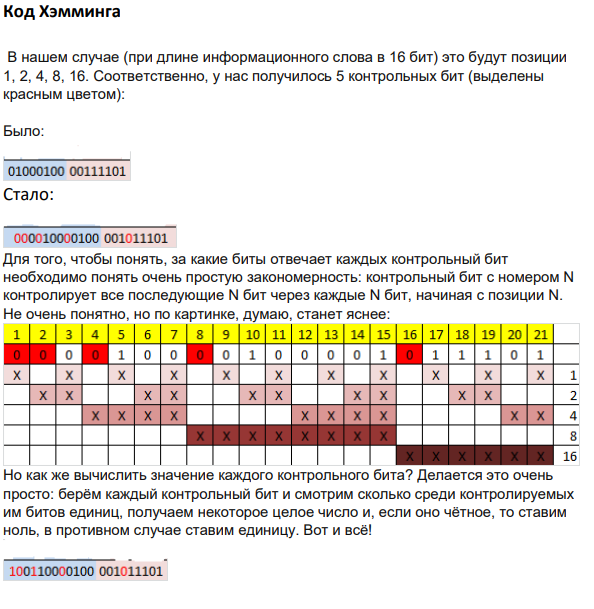 Код Хэмминга
В нашем случае (при длине информационного слова в 16 бит) это будут позиции
1, 2, 4, 8, 16. Соответственно, у нас получилось 5 контрольных бит (выделены
красным цветом):
Было:
01000100 00111101
Стало:
000010000100 001011101
Для того, чтобы понять, за какие биты отвечает каждых контрольный бит
необходимо понять очень простую закономерность: контрольный бит с номером N
контролирует все последующие N бит через каждые N бит, начиная с позиции N.
Не очень понятно, но по картинке, думаю, станет яснее:
1 2 3 4 5 6 7 8 9 10 11 12 13 14 15 16 17 18 19 20 21
0 0 0 0 1 0 0 0 0 1 0 0 0 0 1 0 1 1 1 0 1
X X X X X X X X X X X 1
X X X X X X X X X X 2
X X X X X X X X X X 4
X X X X X X X X 8
X X X X X X 16
Но как же вычислить значение каждого контрольного бита? Делается это очень
просто: берём каждый контрольный бит и смотрим сколько среди контролируемых
им битов единиц, получаем некоторое целое число и, если оно чётное, то ставим
ноль, в противном случае ставим единицу. Вот и всё!
100110000100 001011101